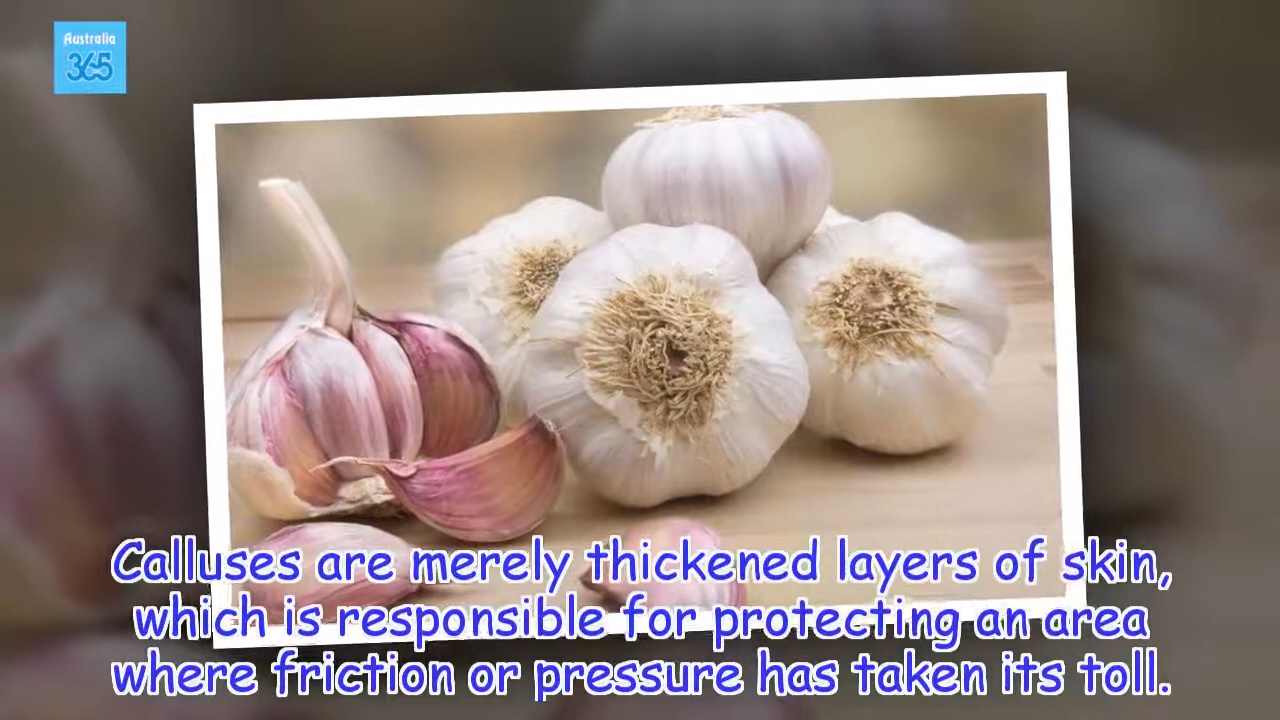 Australia
365
Calluses are merely thickened layers of skin,
which is responsible for protecting an area
where friction or pressure has taken its toll.